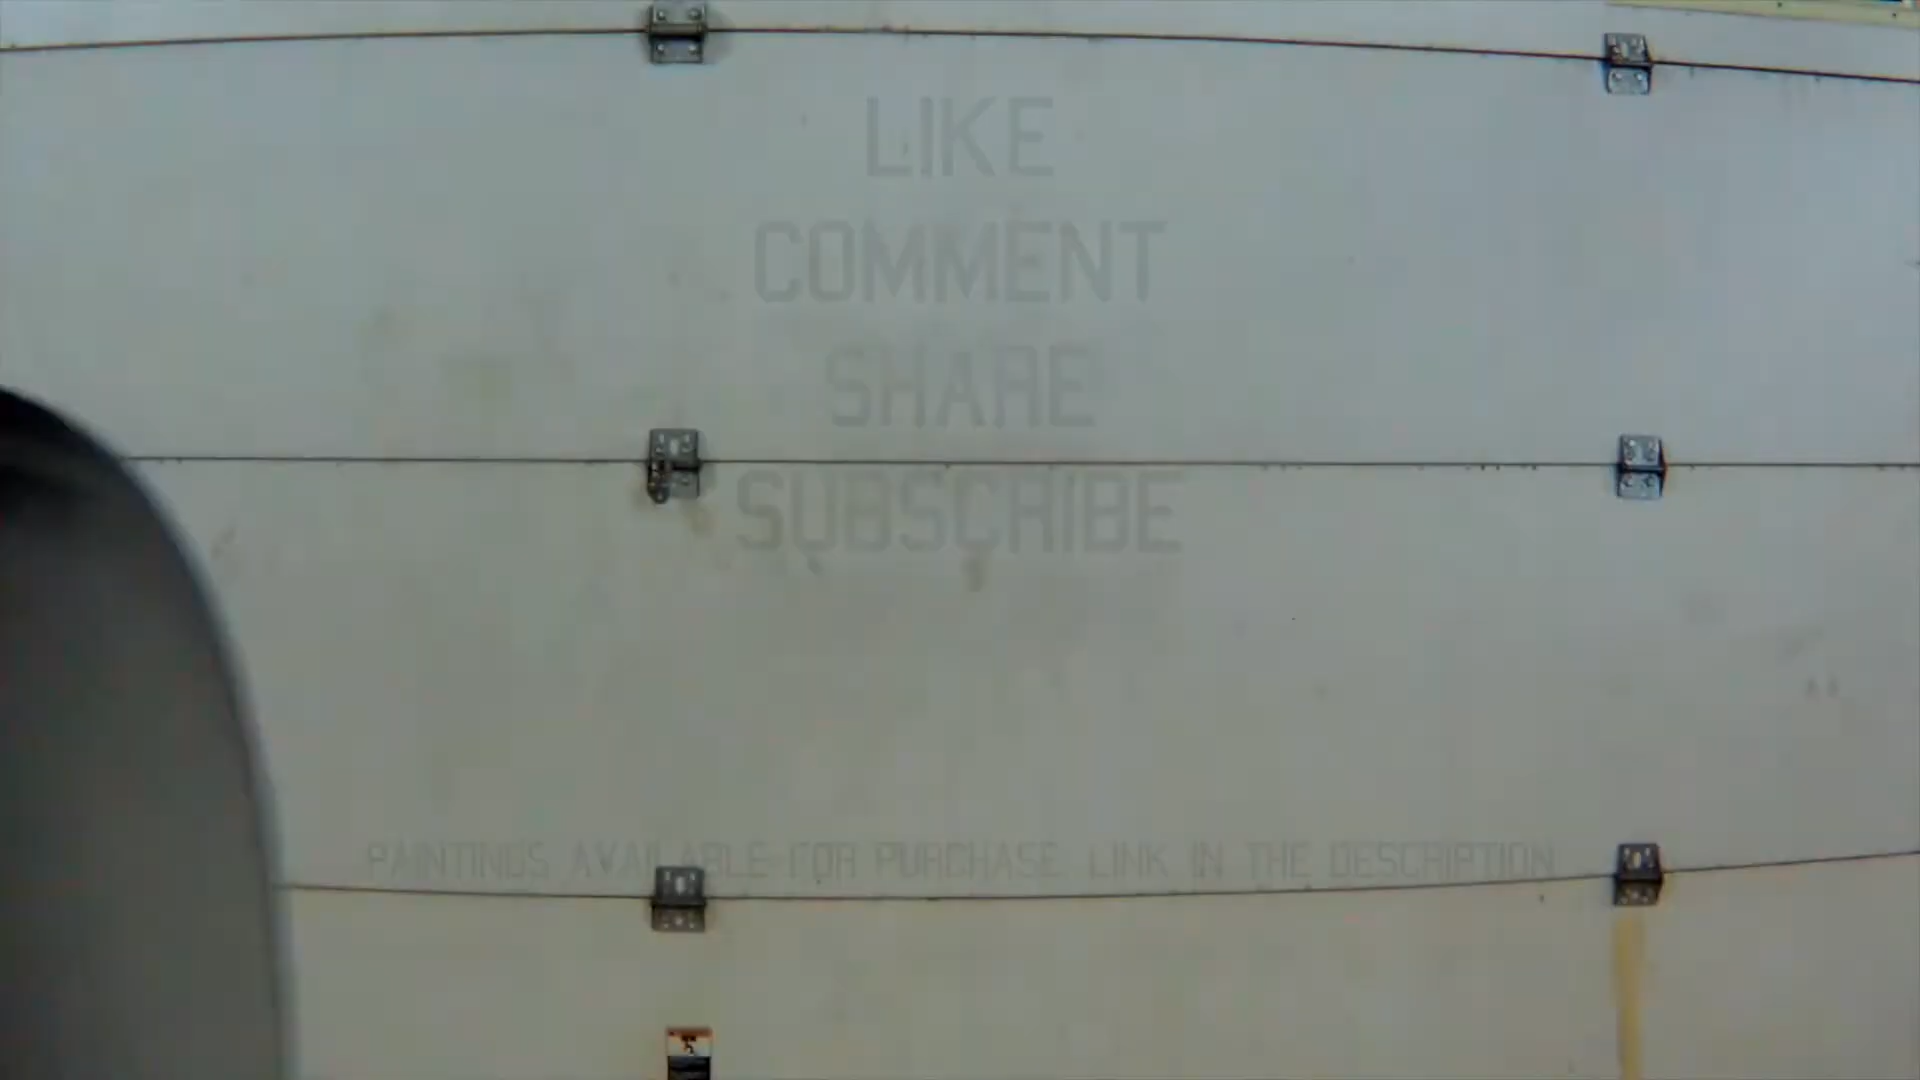 LIKE
COMMENT
SHARE
SUBSCRIBE
PAINTINGS AVAILABLE FOR PURCHASE LINK IN THE DESCRIPTION